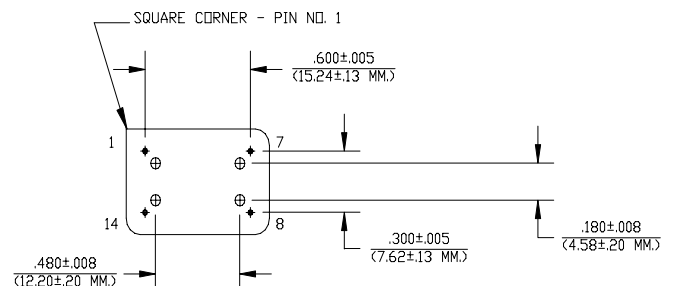 SQUARE CORNER - PIN NO. 1
.600±.005
(15.24±.13 MM.)
1
7
14
8
.180±.008
(4.58±.20 MM.)
.300±.005
(7.62±.13 MM.)
.480±.008
(12.20±.20 MM.)